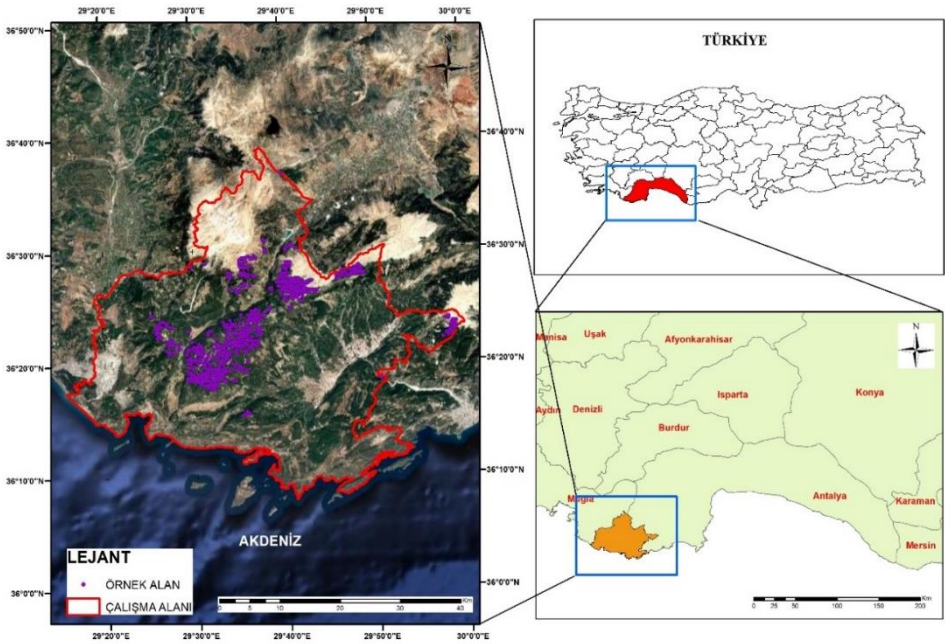 29°20'0"E 29°30'0"E 29°40'0"E 29°50'0"E 30°0'0"E
36°50'0"N
36°40'0"N
36°30'0"N
36°20'0"N
36°10'0"N
36°0'0"N
N
AKDENİZ
LEJANT
ÖRNEK ALAN
ÇALIŞMA ALANI
0 5 10 20 30 40 Km
36°40'0"N
36°30'0"N
36°20'0"N
36°10'0"N
36°0'0"N
29°20'0"E 29°30'0"E 29°40'0"E 29°50'0"E 30°0'0"E
TÜRKİYE
N
Manisa
Uşak
Afyonkarahisar
Aydın
Denizli
Isparta
Konya
Burdur
Muğla
Antalya
Karaman
Mersin
0 25 50 100 150 200 Km